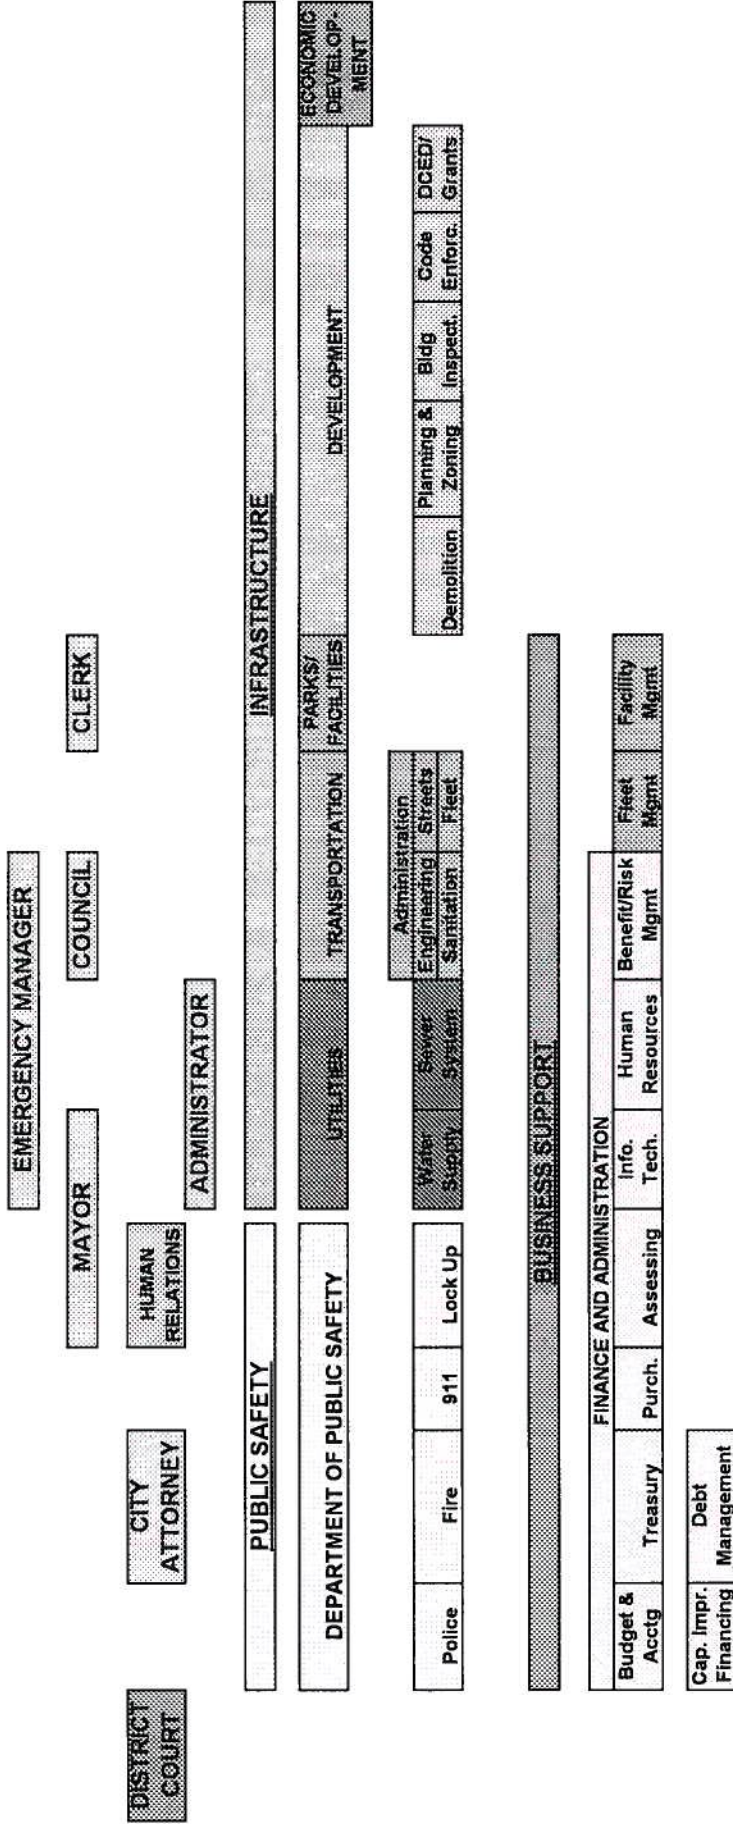 EMERGENCY MANAGER
MAYOR
COUNCIL
CLERK
DISTRICT
COURT
CITY
ATTORNEY
HUMAN
RELATIONS
ADMINISTRATOR
PUBLIC SAFETY
INFRASTRUCTURE
DEPARTMENT OF PUBLIC SAFETY
UTILITIES
TRANSPORTATION
PARKS/
FACILITIES
DEVELOPMENT
ECONOMIC
DEVELOP-
MENT
Police
Fire
911
Lock Up
Water
Supply
Sewer
System
Administration
Engineering
Streets
Sanitation
Fleet
Demolition
Planning &
Zoning
Bldg
Inspect.
Code
Enforc.
DCED/
Grants
BUSINESS SUPPORT
FINANCE AND ADMINISTRATION
Budget &
Acctg
Treasury
Purch.
Assessing
Info.
Tech.
Human
Resources
Benefit/Risk
Mgmt
Fleet
Mgmt
Facility
Mgmt
Cap. Impr.
Financing
Debt
Management